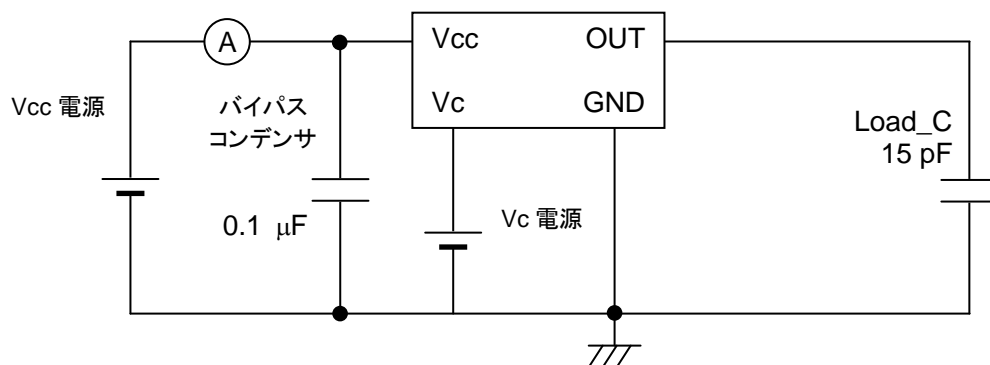 A
Vcc OUT
Vc GND
Vcc 電源
バイパス
コンデンサ
0.1 μF
Vc 電源
Load_C
15 pF